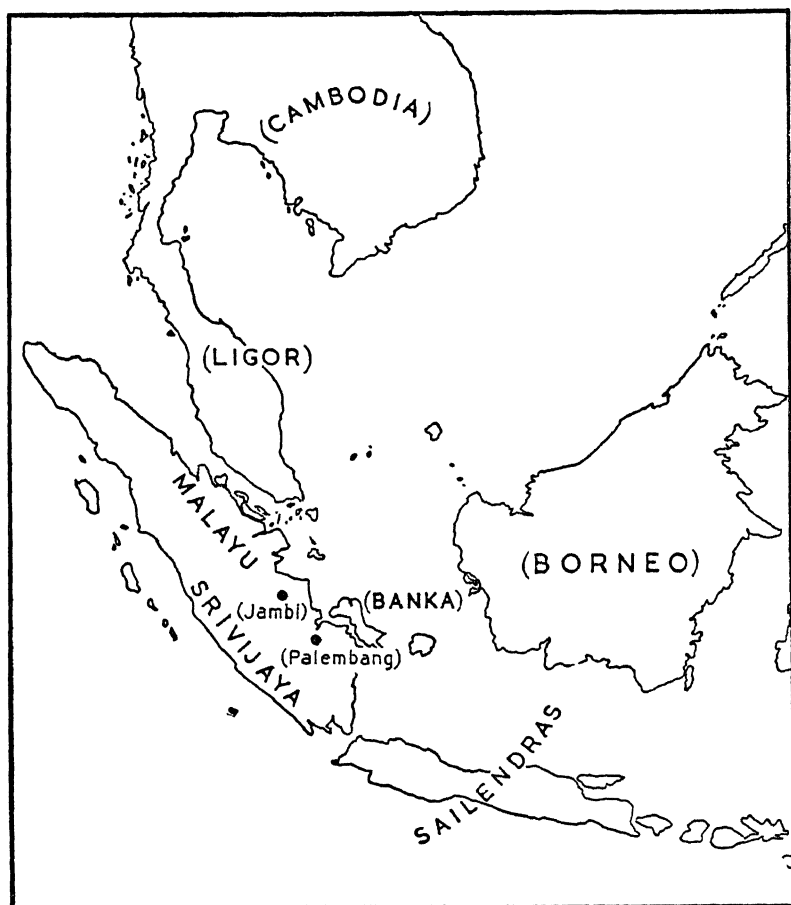 (CAMBODIA)
(LIGOR)
MALAYU
(BORNEO)
SRIVIJAYA
(Jambi)
(BANKA)
(Palembang)
SAILENDRAS